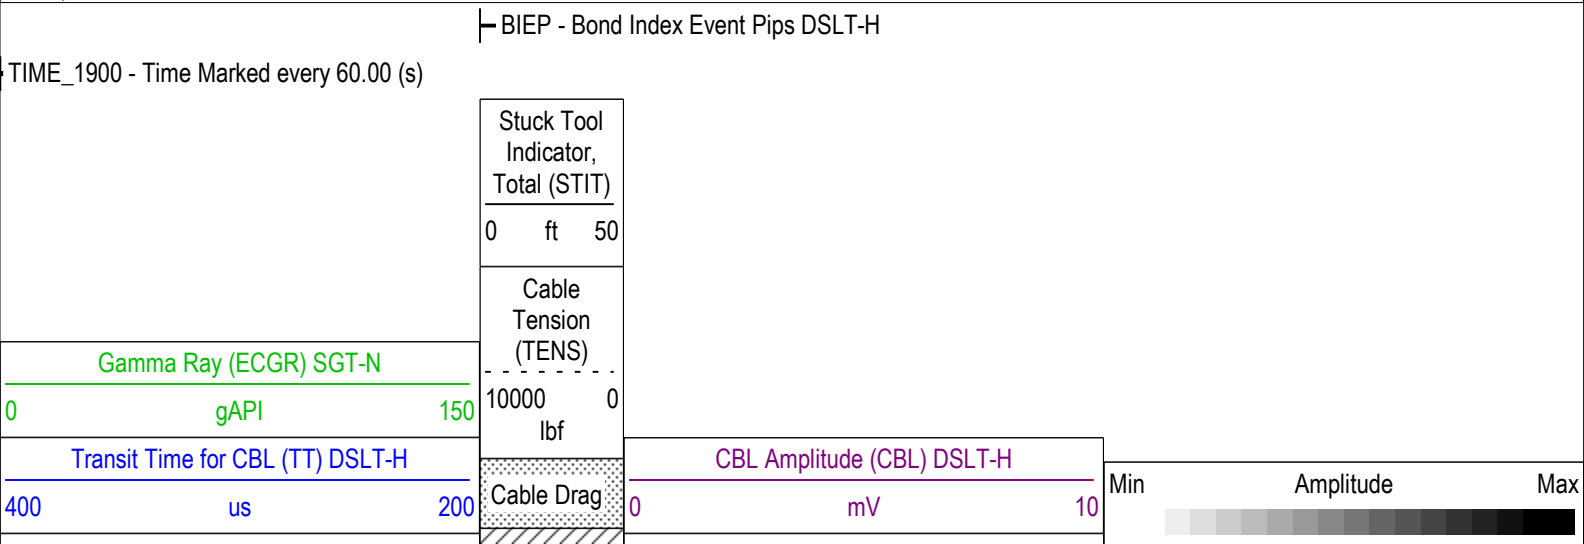 BIEP - Bond Index Event Pips DSLT-H
TIME_1900 - Time Marked every 60.00 (s)
Stuck Tool
Indicator,
Total (STIT)
0 ft 50
Cable
Tension
(TENS)
10000 0
lbf
Gamma Ray (ECGR) SGT-N
0 gAPI 150
Transit Time for CBL (TT) DSLT-H
400 us 200
Cable Drag
CBL Amplitude (CBL) DSLT-H
0 mV 10
Min Amplitude Max